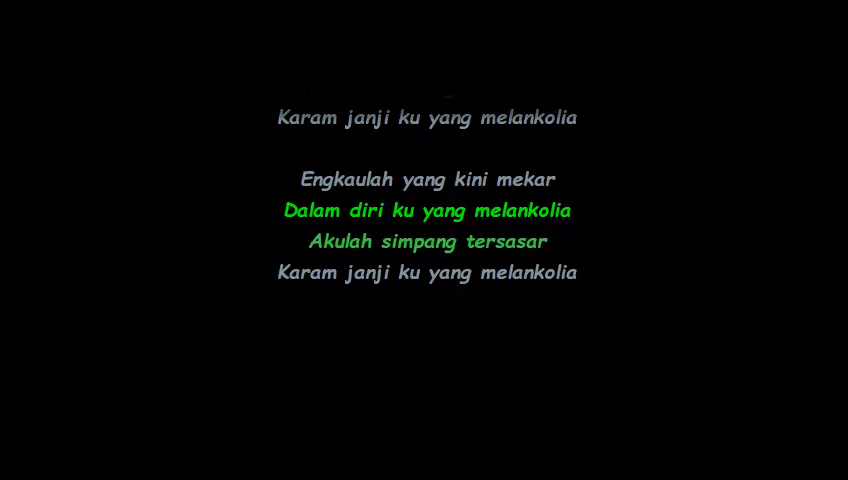 Karam janji ku yang melankolia
Engkaulah yang kini mekar
Dalam diri ku yang melankolia
Akulah simpang tersasar
Karam janji ku yang melankolia